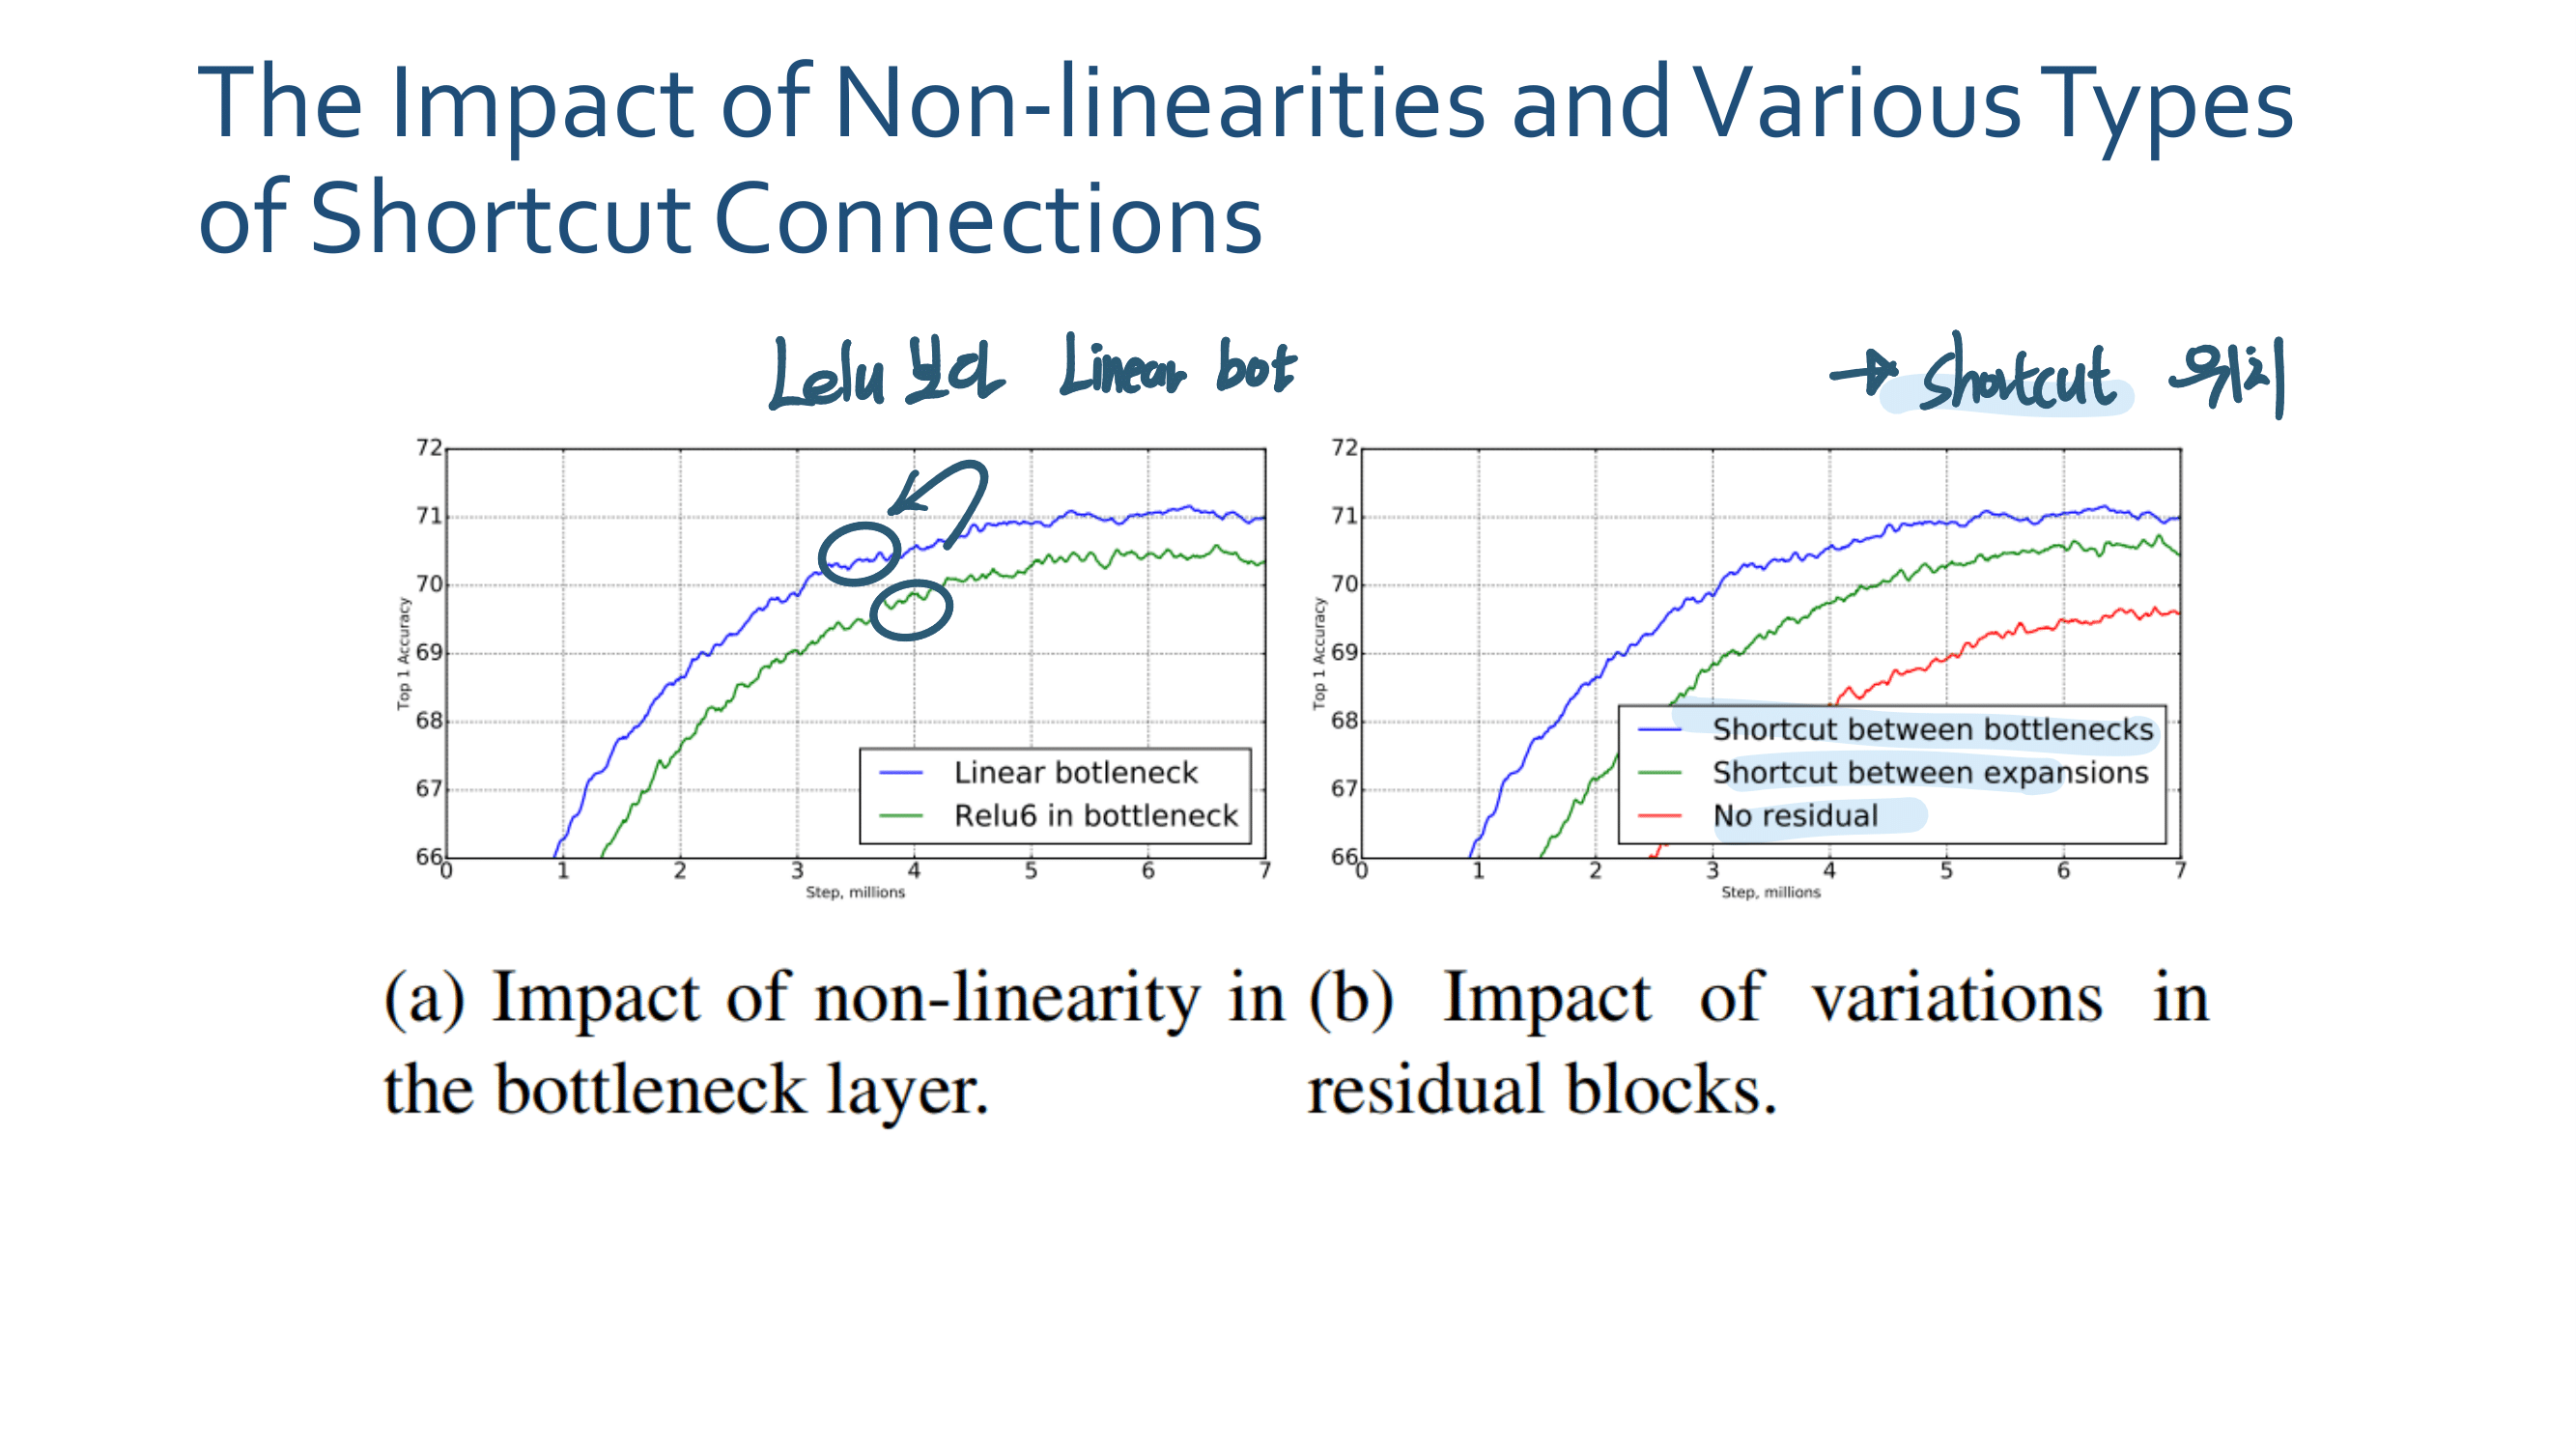 The Impact of Non-linearities and Various Types
of Shortcut Connections
Lelu 보다 Linear bot
→ shortcut 위치
72
71
70
69
68
67
66
Top 1 Accuracy
Linear botleneck
Relu6 in bottleneck
0 1 2 3 4 5 6 7
Step, millions
72
71
70
69
68
67
66
Top 1 Accuracy
Shortcut between bottlenecks
Shortcut between expansions
No residual
0 1 2 3 4 5 6 7
Step, millions
(a) Impact of non-linearity in
the bottleneck layer.
(b) Impact of variations in
residual blocks.